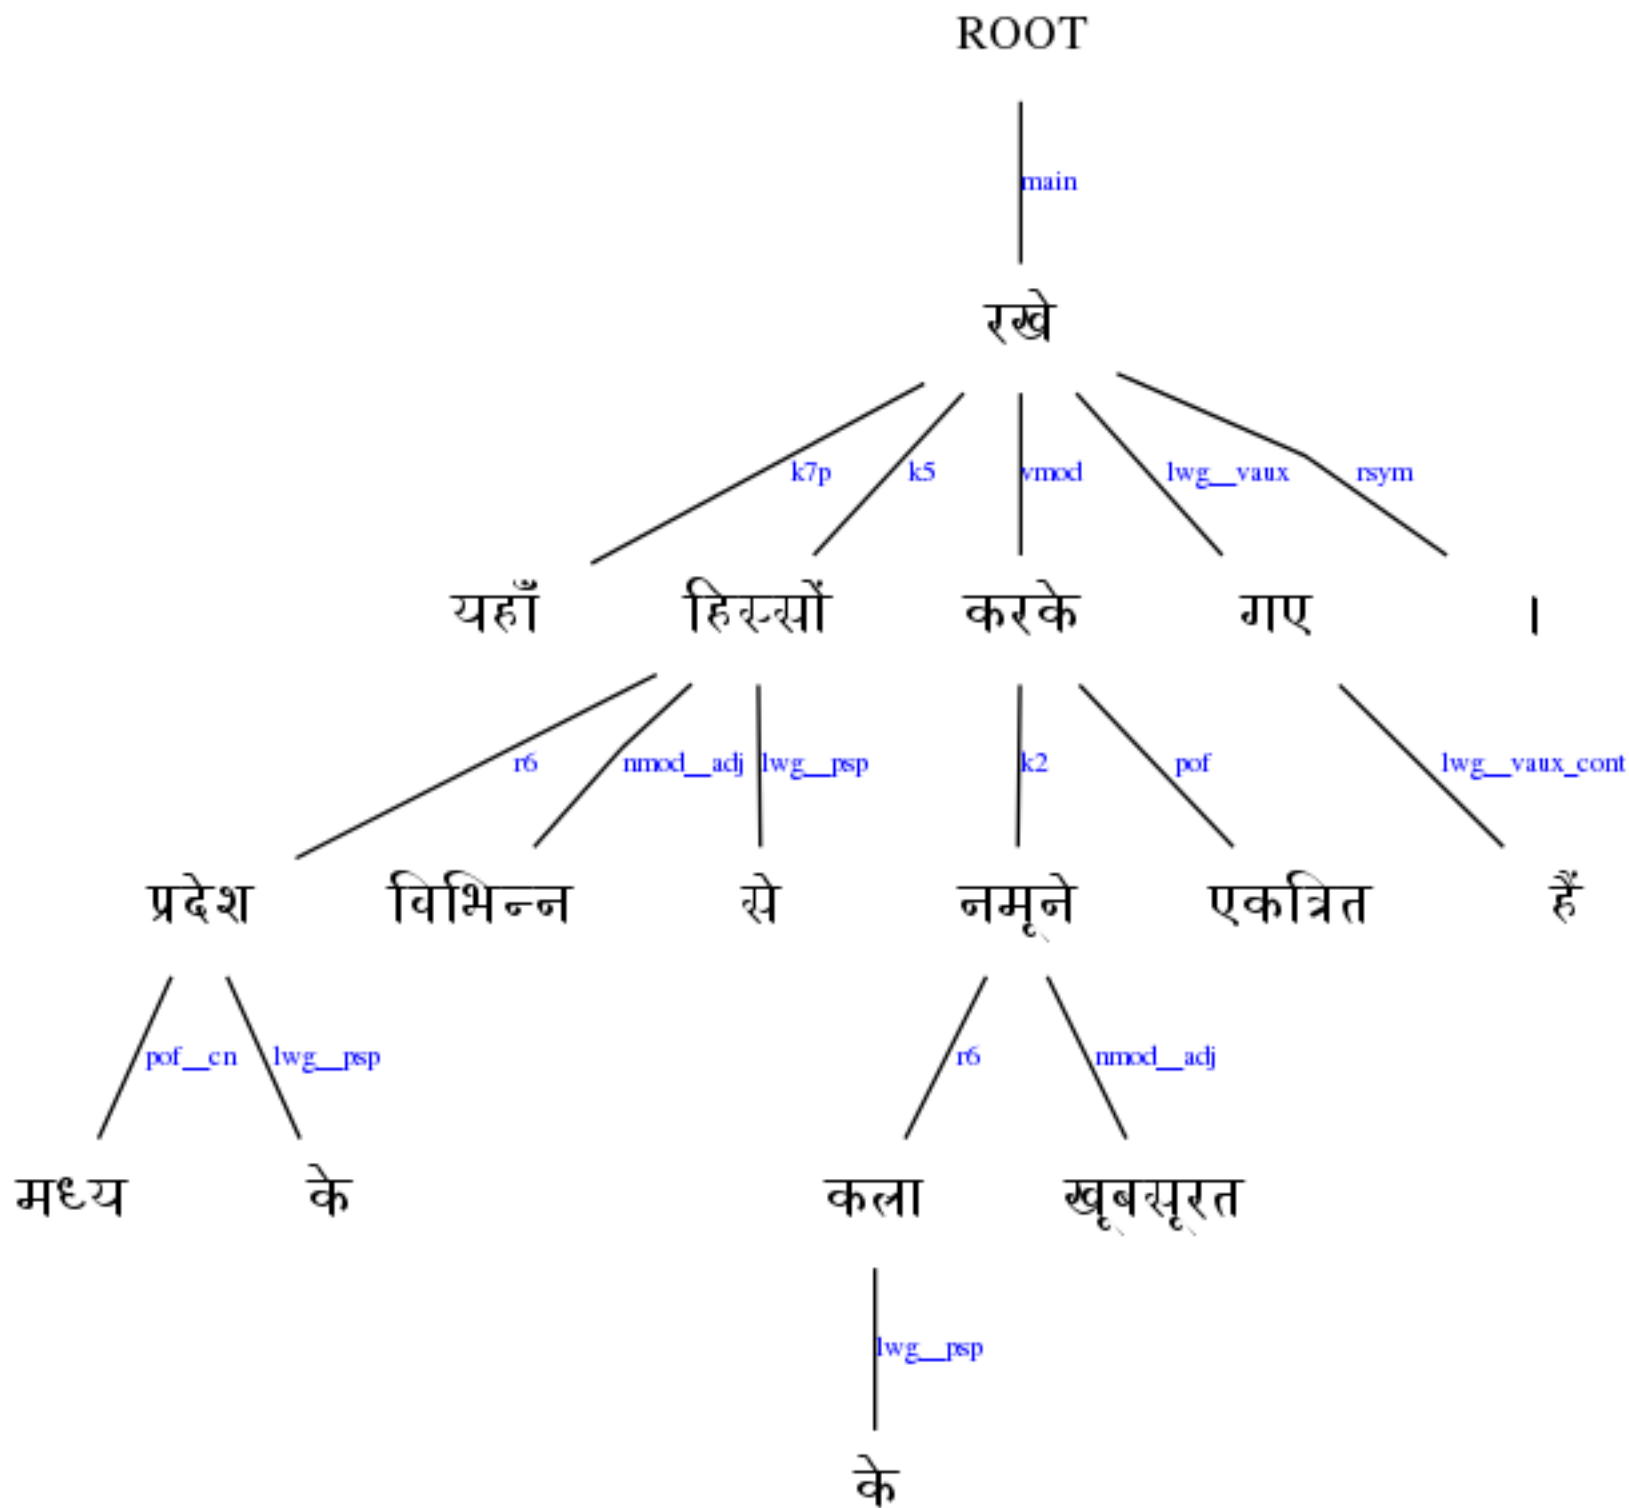 ROOT
main
रखे
k7p k5 vmod lwg__vaux rsym
यहाँ हिस्सों करके गए ।
r6 nmod__adj lwg__psp k2 pof lwg__vaux_cont
प्रदेश विभिन्न से नमूने एकत्रित हैं
pof__cn lwg__psp r6 nmod__adj
मध्य के कला खूबसूरत
lwg__psp
के